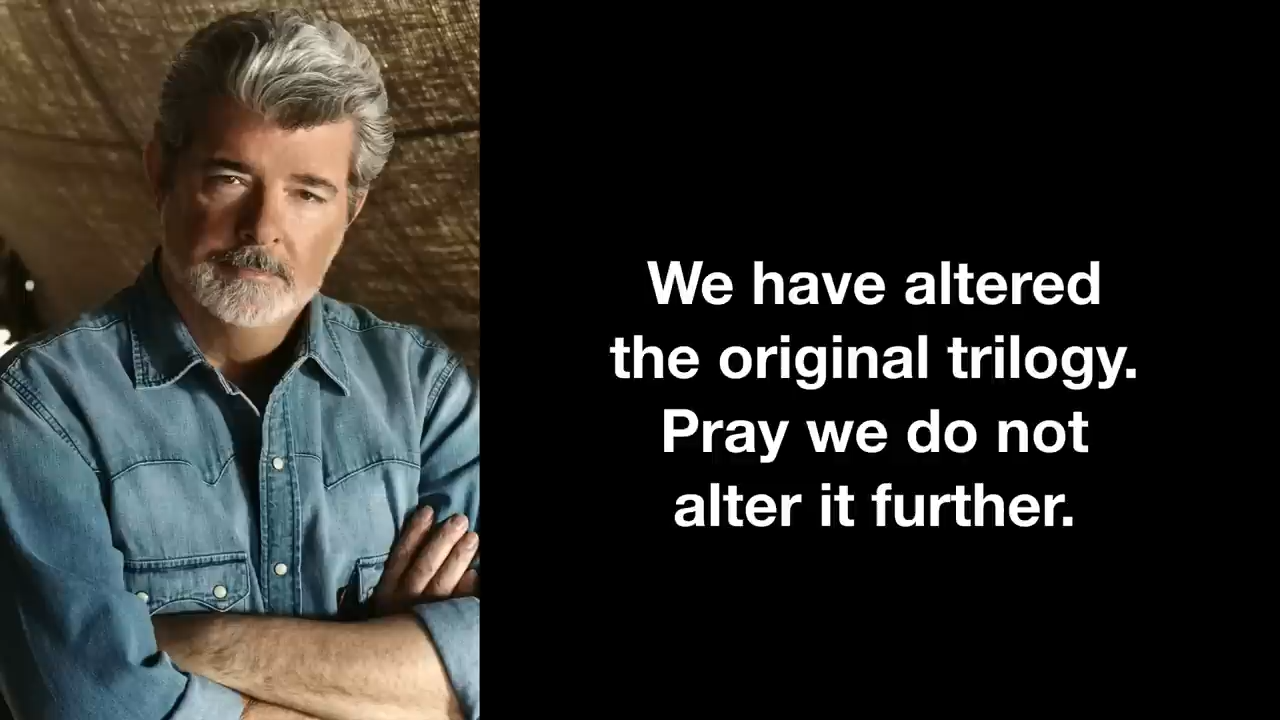 We have altered
the original trilogy.
Pray we do not
alter it further.